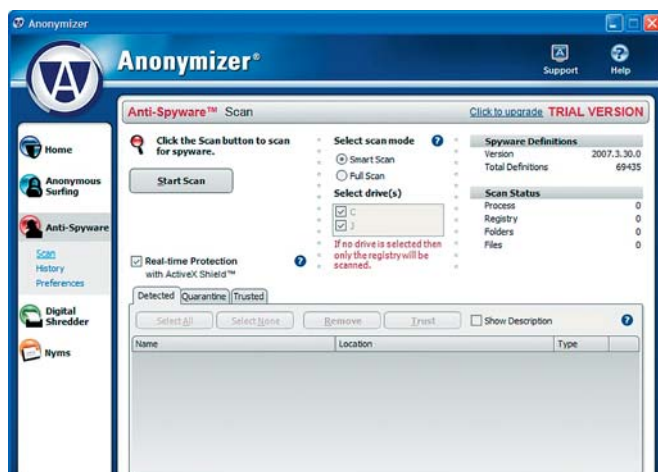 Anonymizer
Anonymizer®
Support
Help
Anti-Spyware™ Scan
Click to upgrade TRIAL VERSION
Home
Anonymous
Surfing
Anti-Spyware
Scan
History
Preferences
Digital
Shredder
Nyms
Click the Scan button to scan
for spyware.
Start Scan
Real-time Protection
with ActiveX Shield™
Select scan mode
Smart Scan
Full Scan
Select drive(s)
C
J
If no drive is selected then
only the registry will be
scanned.
Spyware Definitions
Version 2007.3.30.0
Total Definitions 69435
Scan Status
Process 0
Registry 0
Folders 0
Files 0
Detected Quarantine Trusted
Select All Select None Remove Trust Show Description
Name Location Type